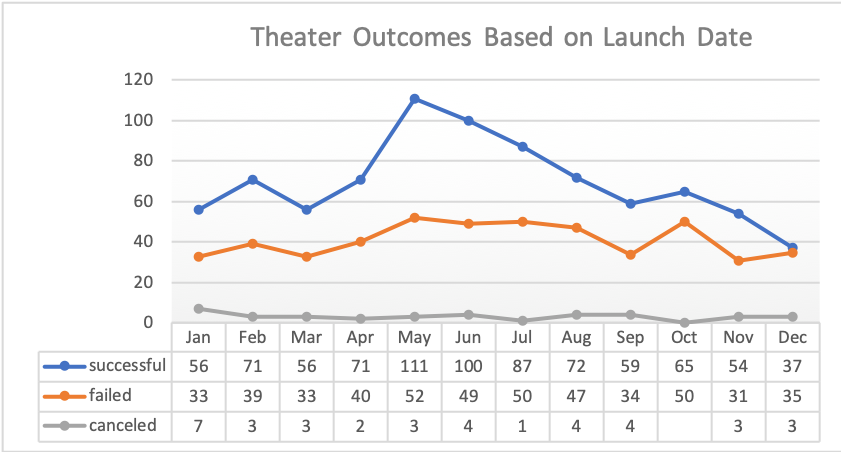 Theater Outcomes Based on Launch Date
120
100
80
60
40
20
0
Jan Feb Mar Apr May Jun Jul Aug Sep Oct Nov Dec
successful 56 71 56 71 111 100 87 72 59 65 54 37
failed 33 39 33 40 52 49 50 47 34 50 31 35
canceled 7 3 3 2 3 4 1 4 4 3 3